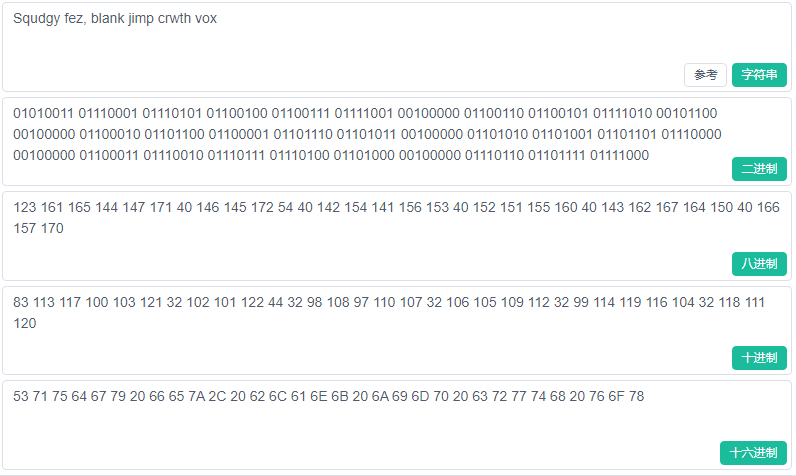 Squdgy fez, blank jimp crwth vox
参考 字符串
01010011 01110001 01110101 01100100 01100111 01111001 00100000 01100110 01100101 01111010 00101100
00100000 01100010 01101100 01100001 01101110 01101011 00100000 01101010 01101001 01101101 01110000
00100000 01100011 01110010 01110111 01110100 01101000 00100000 01110110 01101111 01111000
二进制
123 161 165 144 147 171 40 146 145 172 54 40 142 154 141 156 153 40 152 151 155 160 40 143 162 167 164 150 40 166
157 170
八进制
83 113 117 100 103 121 32 102 101 122 44 32 98 108 97 110 107 32 106 105 109 112 32 99 114 119 116 104 32 118 111
120
十进制
53 71 75 64 67 79 20 66 65 7A 2C 20 62 6C 61 6E 6B 20 6A 69 6D 70 20 63 72 77 74 68 20 76 6F 78
十六进制